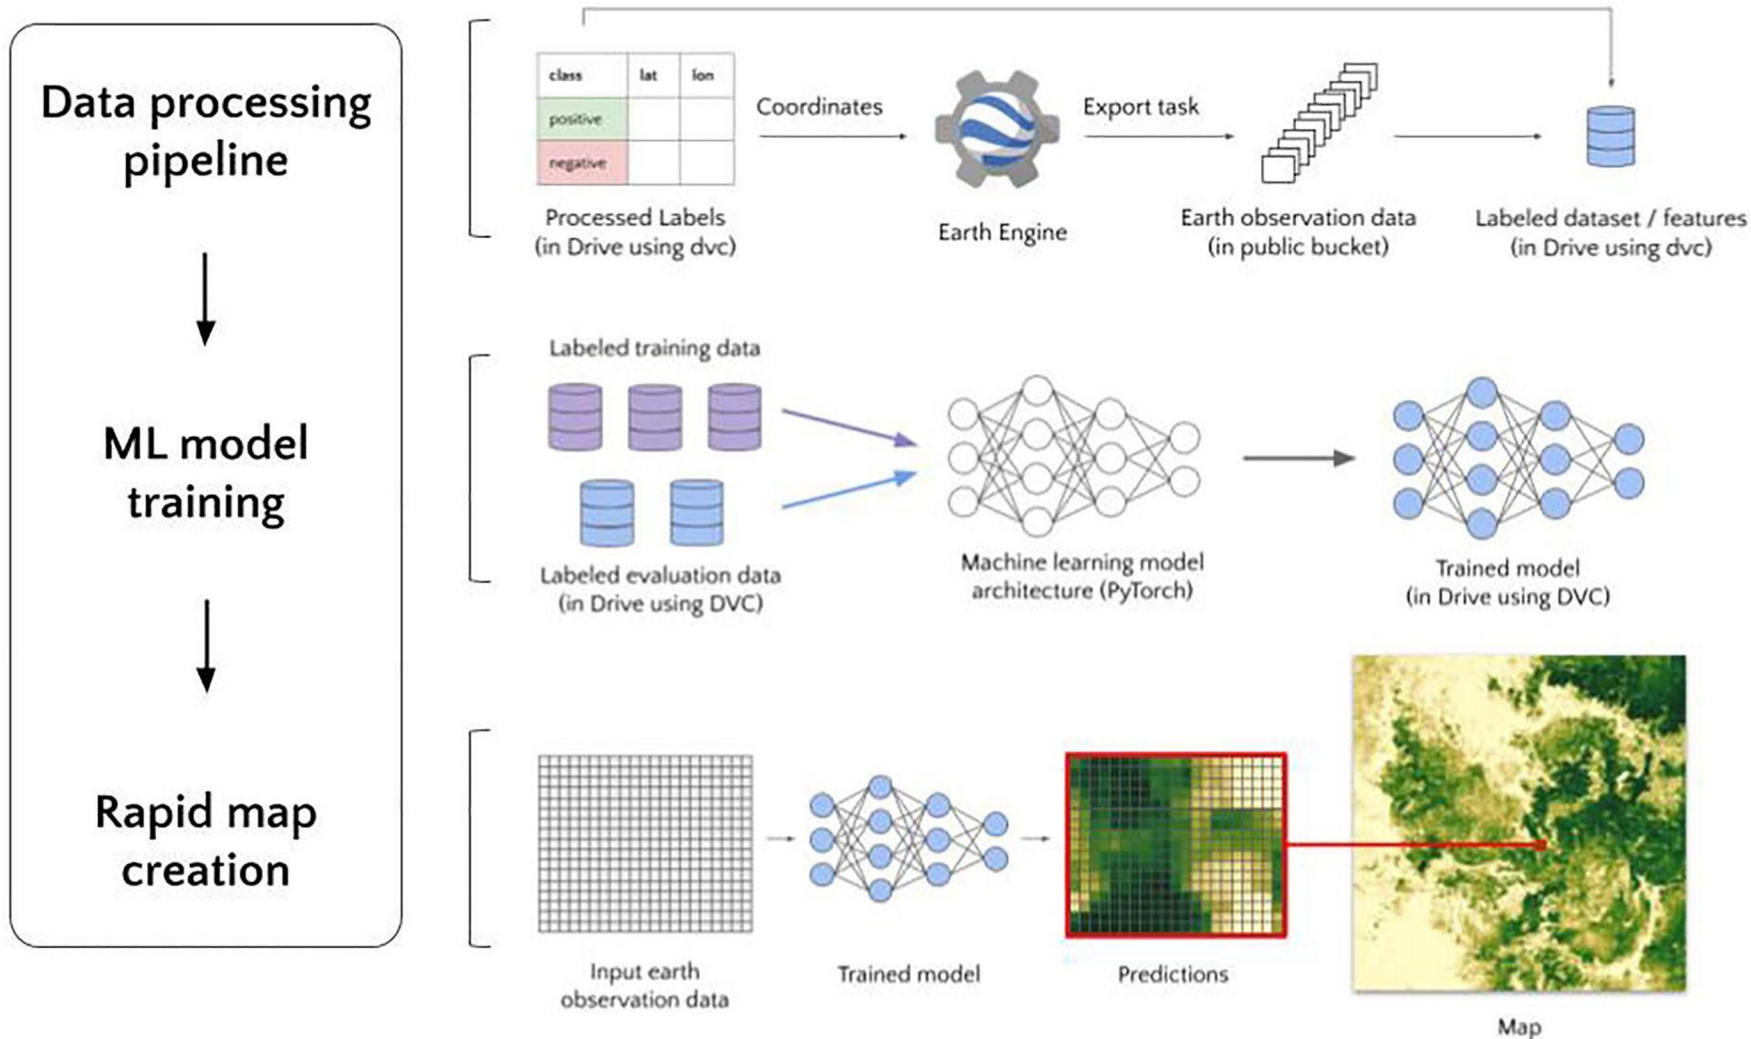 Data processing
pipeline
ML model
training
Rapid map
creation
class lat lon
positive
negative
Coordinates
Export task
Processed Labels
(in Drive using dvc)
Earth Engine
Earth observation data
(in public bucket)
Labeled dataset / features
(in Drive using dvc)
Labeled training data
Labeled evaluation data
(in Drive using DVC)
Machine learning model
architecture (PyTorch)
Trained model
(in Drive using DVC)
Input earth
observation data
Trained model
Predictions
Map